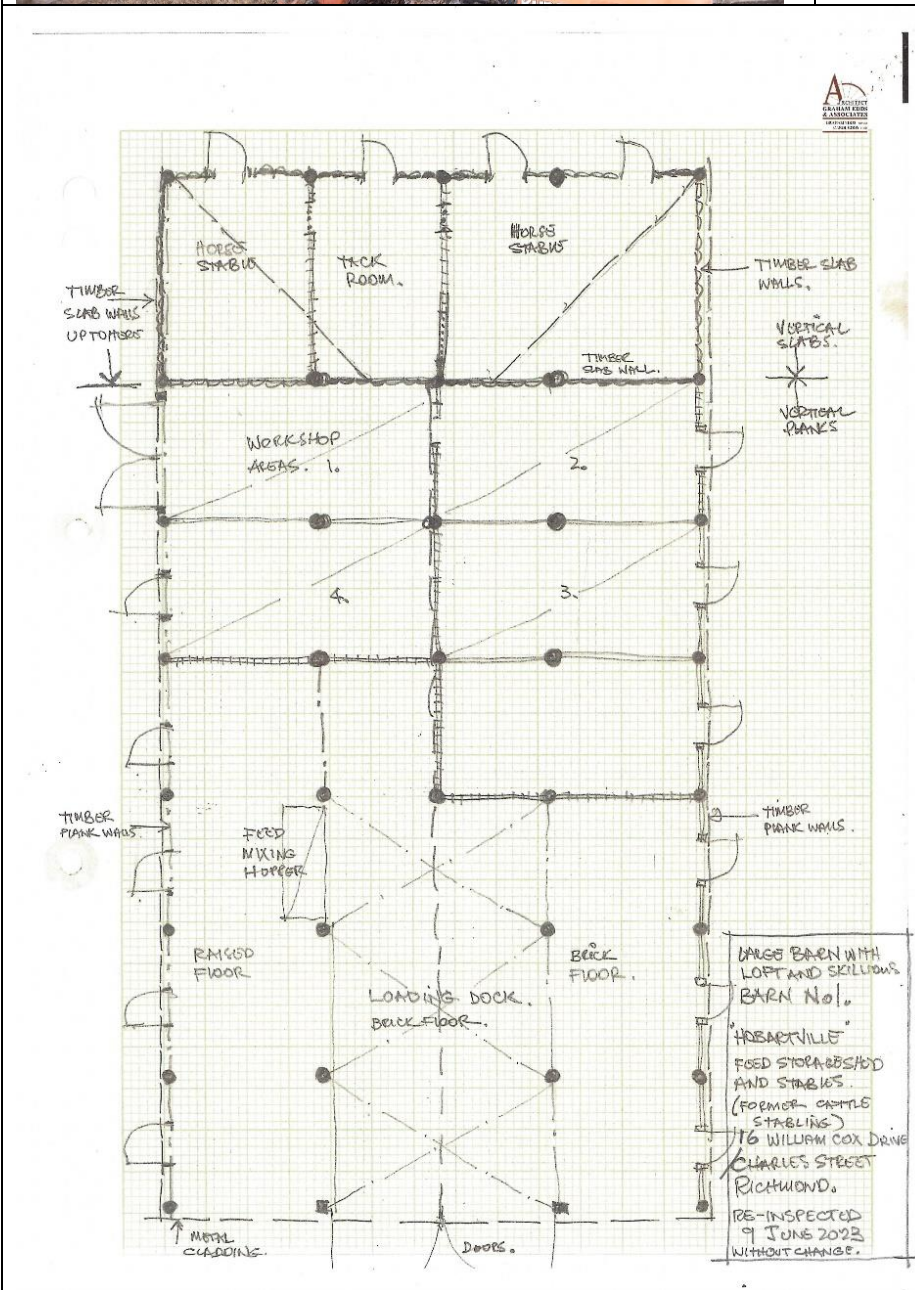 ARCHITECT
GRAHAM EDDS
& ASSOCIATES
HORSE
STABLE
TACK
ROOM.
HORSE
STABLE
TIMBER SLAB
WALLS.
TIMBER
SLAB WALLS
UP TO HERE
VERTICAL
SLABS.
TIMBER
SLAB WALL.
VERTICAL
PLANKS
WORKSHOP
AREAS. 1.
2.
4.
3.
TIMBER
PLANK WALLS.
FEED
MIXING
HOPPER
TIMBER
PLANK WALLS.
RAISED
FLOOR
BRICK
FLOOR.
LOADING DOCK.
BRICK FLOOR.
LARGE BARN WITH
LOFT AND SKILLIONS
BARN No1.
"HOBARTVILLE"
FEED STORAGE SHED
AND STABLES.
(FORMER CATTLE
STABLING)
16 WILLIAM COX DRIVE
/CHARLES STREET
RICHMOND.
RE-INSPECTED
9 JUNE 2023
WITHOUT CHANGE.
METAL
CLADDING.
DOORS.